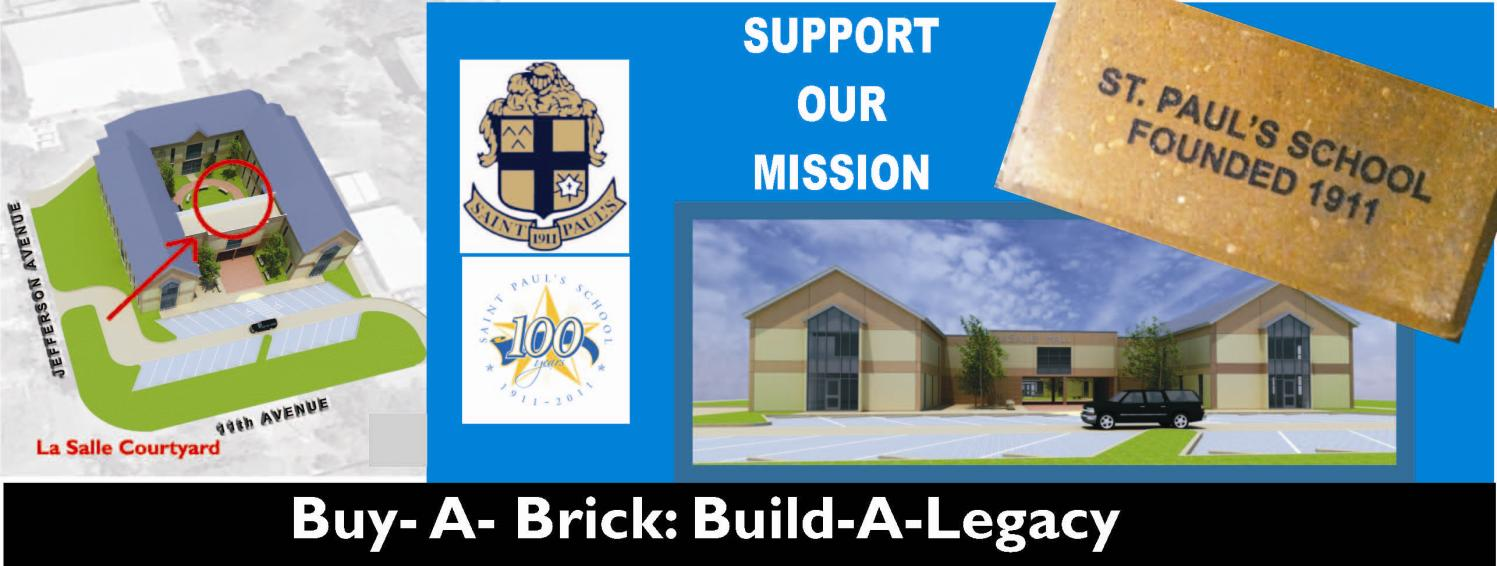 JEFFERSON AVENUE
11th AVENUE
La Salle Courtyard
SAINT PAUL'S
1911
SAINT PAUL'S SCHOOL
100
years
1911-2011
SUPPORT
OUR
MISSION
ST. PAUL'S SCHOOL
FOUNDED 1911
Buy- A- Brick: Build-A-Legacy